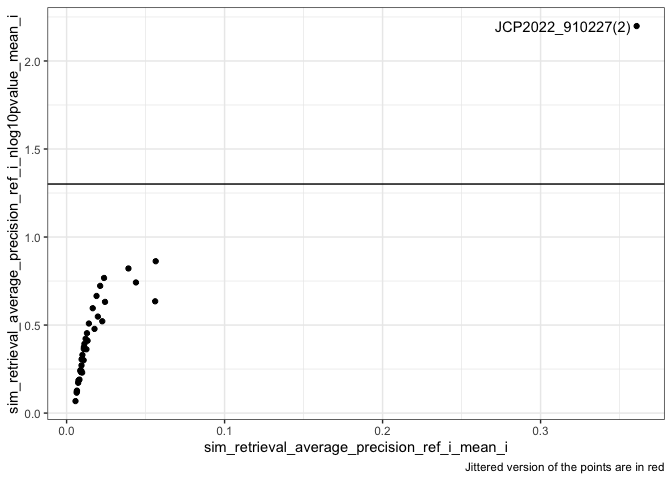 JCP2022_910227(2)
sim_retrieval_average_precision_ref_i_nlog10pvalue_mean_i
2.0
1.5
1.0
0.5
0.0
0.0 0.1 0.2 0.3
sim_retrieval_average_precision_ref_i_mean_i
Jittered version of the points are in red